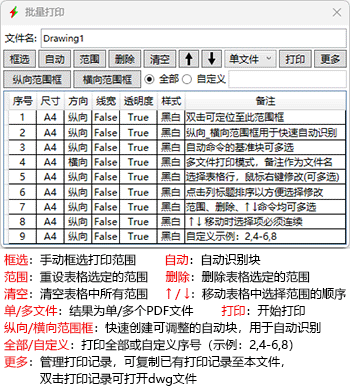 批量打印
文件名: Drawing1
框选 自动 范围 删除 清空 ↑ ↓ 单文件 打印 更多
纵向范围框 横向范围框 全部 自定义
序号 尺寸 方向 线宽 透明度 样式 备注
1 A4 纵向 False True 黑白 双击可定位至此范围框
2 A4 纵向 False True 黑白 纵向_横向范围框用于快速自动识别
3 A4 纵向 False True 黑白 自动命令的基准块可多选
4 A4 横向 False True 黑白 多文件打印模式，备注作为文件名
5 A4 纵向 False True 黑白 选择表格行，鼠标右键修改(可多选)
6 A4 纵向 False True 黑白 点击列标题排序以方便选择修改
7 A4 纵向 False True 黑白 范围、删除、↑↓命令均可多选
8 A4 纵向 False True 黑白 ↑↓ 移动时选择项必须连续
9 A4 纵向 False True 黑白 自定义示例：2,4-6,8
框选：手动框选打印范围 自动：自动识别块
范围：重设表格选定的范围 删除：删除表格选定的范围
清空：清空表格中所有范围 ↑/↓：移动表格中选择范围的顺序
单/多文件：结果为单/多个PDF文件 打印：开始打印
纵向/横向范围框：快速创建可调整的自动块，用于自动识别
全部/自定义：打印全部或自定义序号（示例：2,4-6,8）
更多：管理打印记录，可复制已有打印记录至本文件，
双击打印记录可打开dwg文件